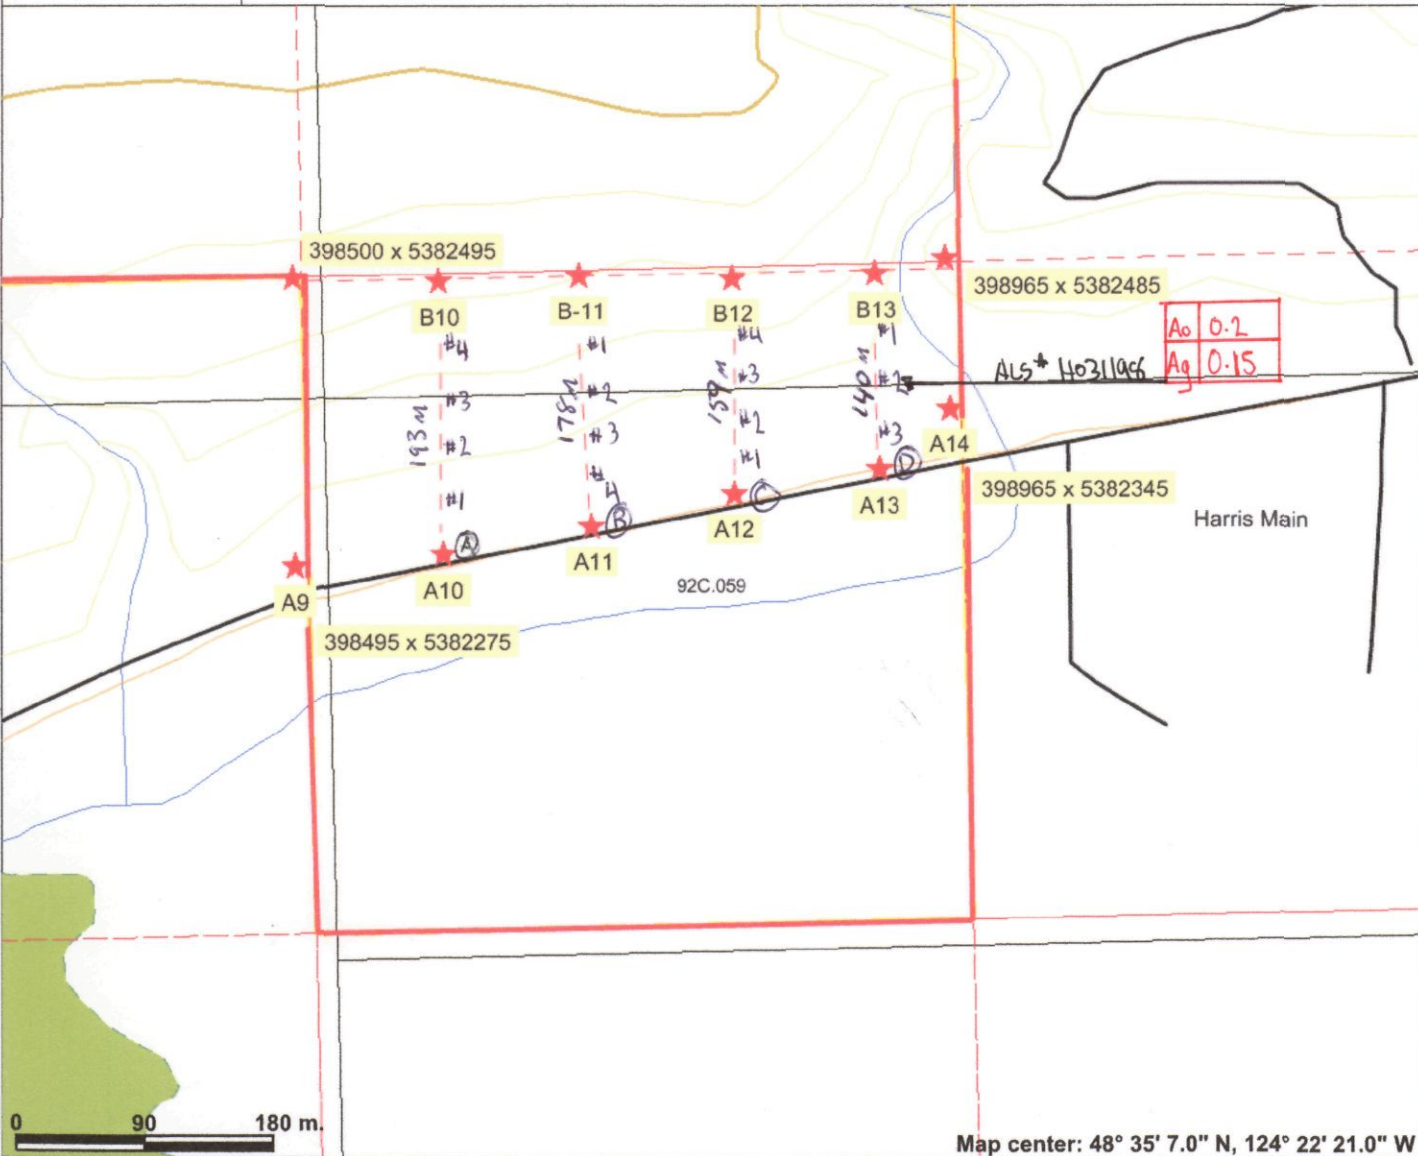 398500 x 5382495
398965 x 5382485
B10
B-11
B12
B13
#4
#3
#2
#1
193m
#1
#2
#3
#4
178m
#4
#3
#2
#1
159m
#1
#2
#3
140m
ALS# H031198
Au 0.2
Ag 0.15
A14
398965 x 5382345
Harris Main
D
A13
C
A12
B
A11
A
A10
A9
92C.059
398495 x 5382275
0 90 180 m.
Map center: 48° 35' 7.0" N, 124° 22' 21.0" W